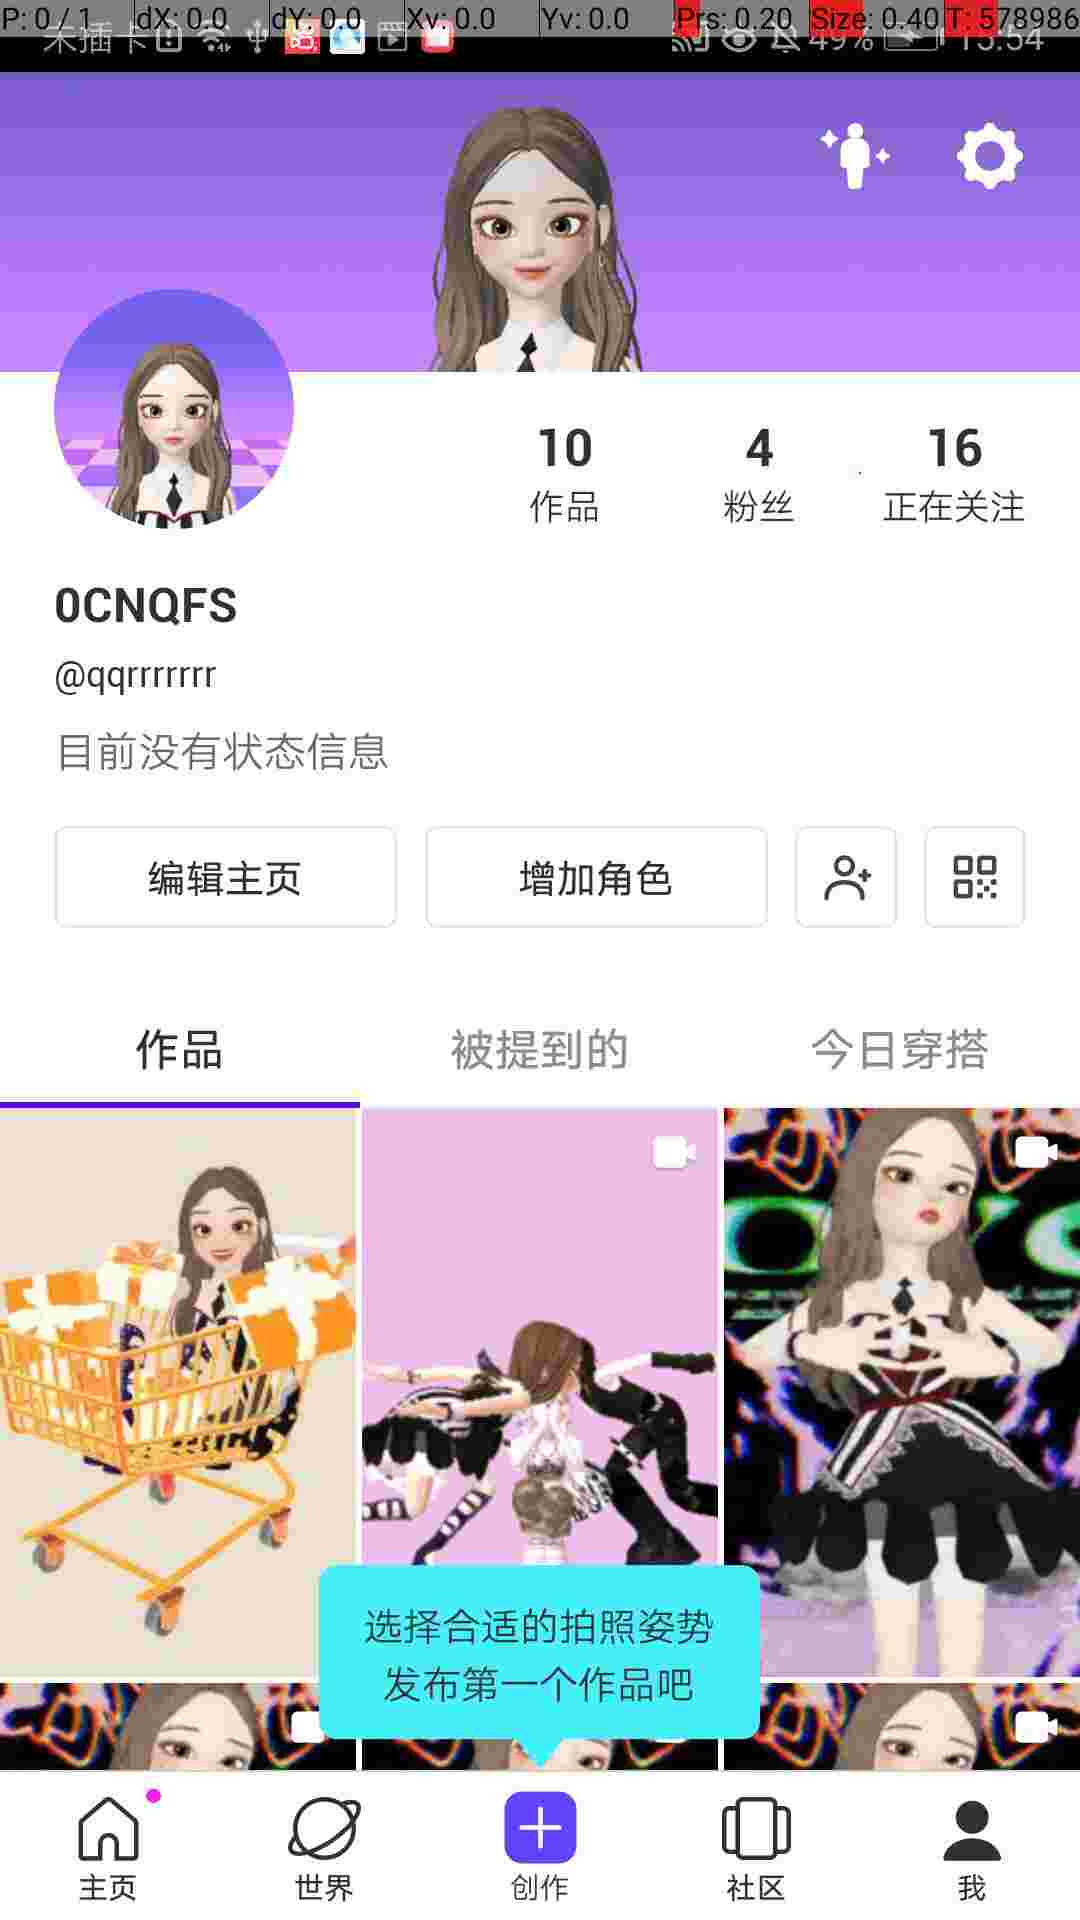 P: 0 / 1 dX: 0.0 dY: 0.0 Xv: 0.0 Yv: 0.0 Prs: 0.20 Size: 0.40 T: 578986
未插卡 49% 15:54
10 4 16
作品 粉丝 正在关注
0CNQFS
@qqrrrrrrr
目前没有状态信息
编辑主页 增加角色
作品 被提到的 今日穿搭
选择合适的拍照姿势
发布第一个作品吧
主页 世界 创作 社区 我